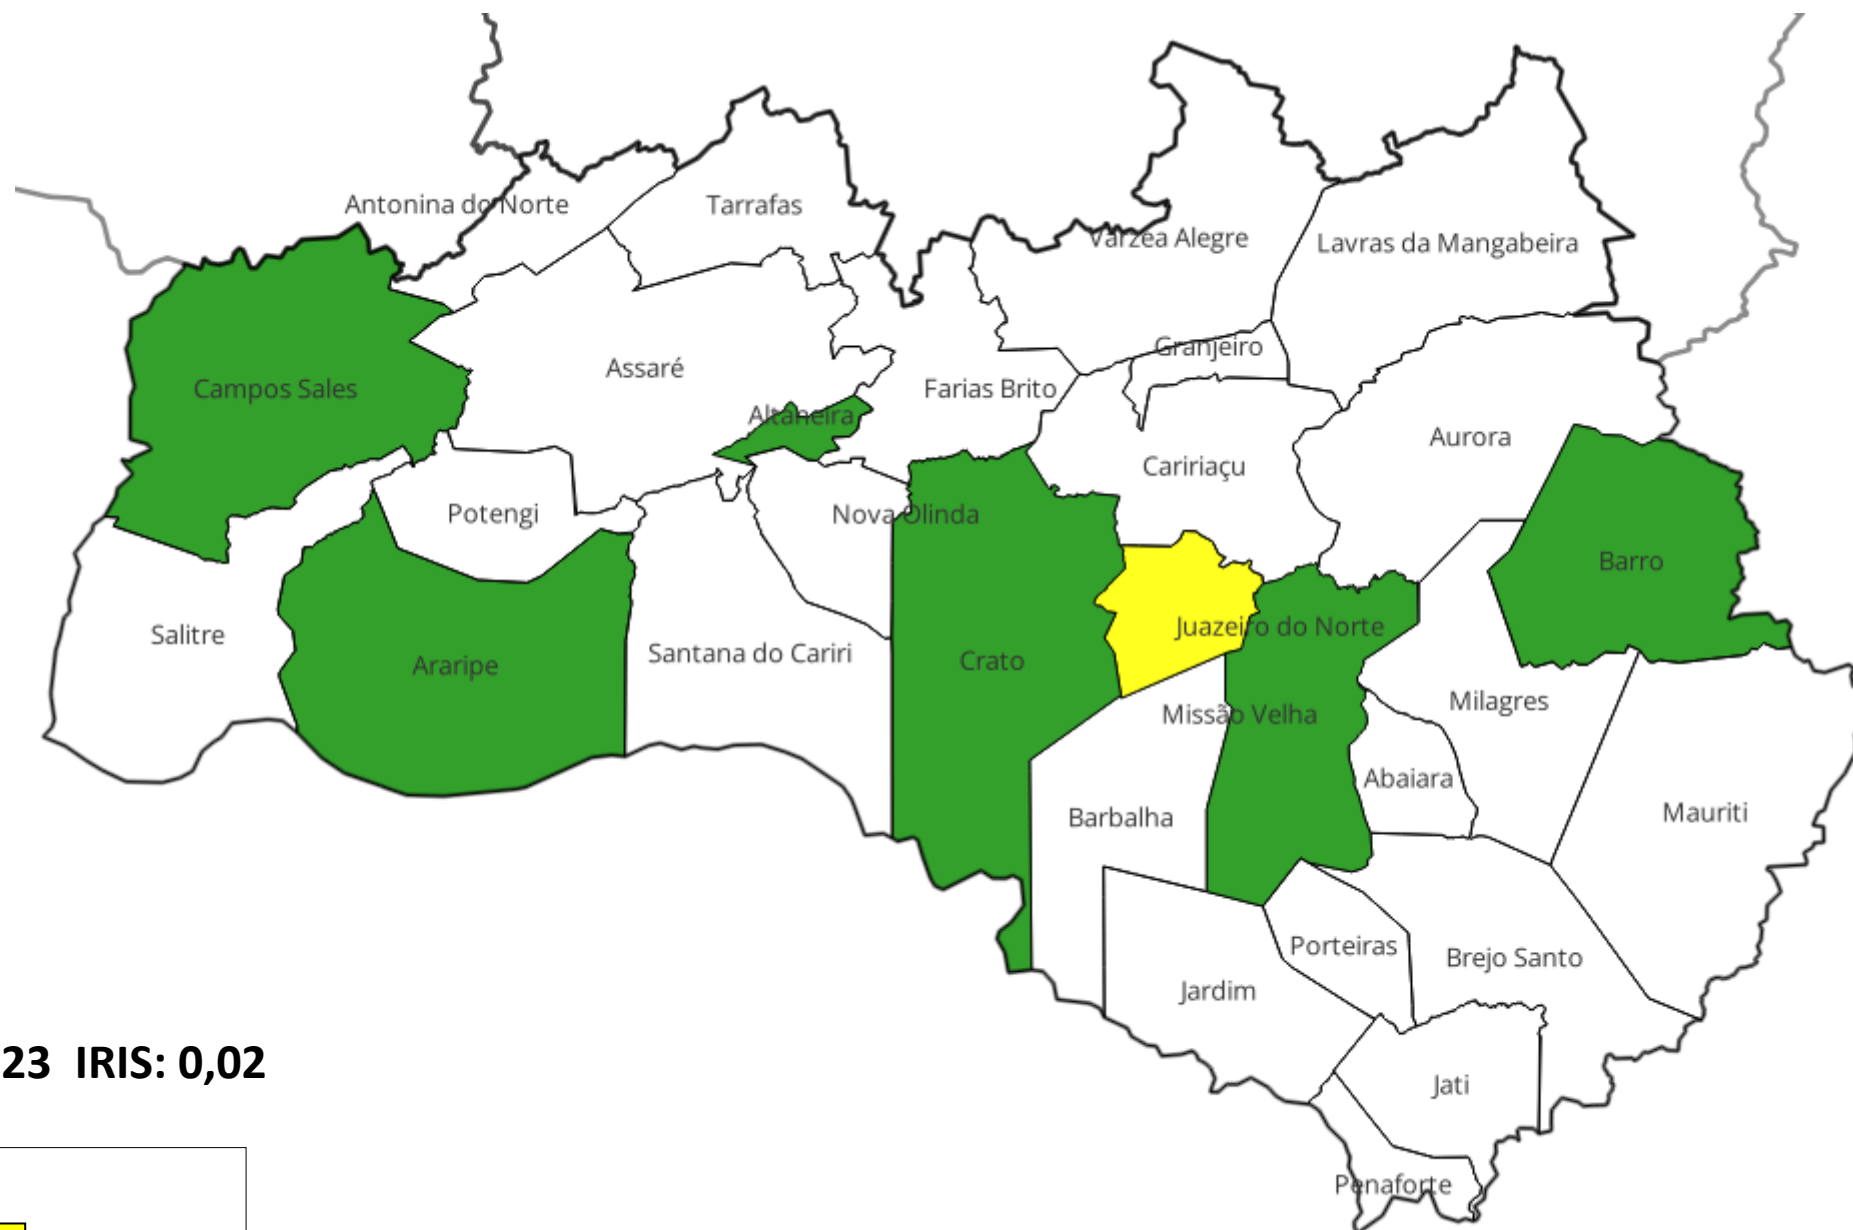 Antonina do Norte
Tarrafas
Várzea Alegre
Lavras da Mangabeira
Granjeiro
Assaré
Campos Sales
Farias Brito
Altaneira
Aurora
Caririaçu
Potengi
Nova Olinda
Barro
Salitre
Juazeiro do Norte
Santana do Cariri
Crato
Araripe
Milagres
Missão Velha
Abaiara
Mauriti
Barbalha
Porteiras
Brejo Santo
Jardim
23 IRIS: 0,02
Jati
Penaforte